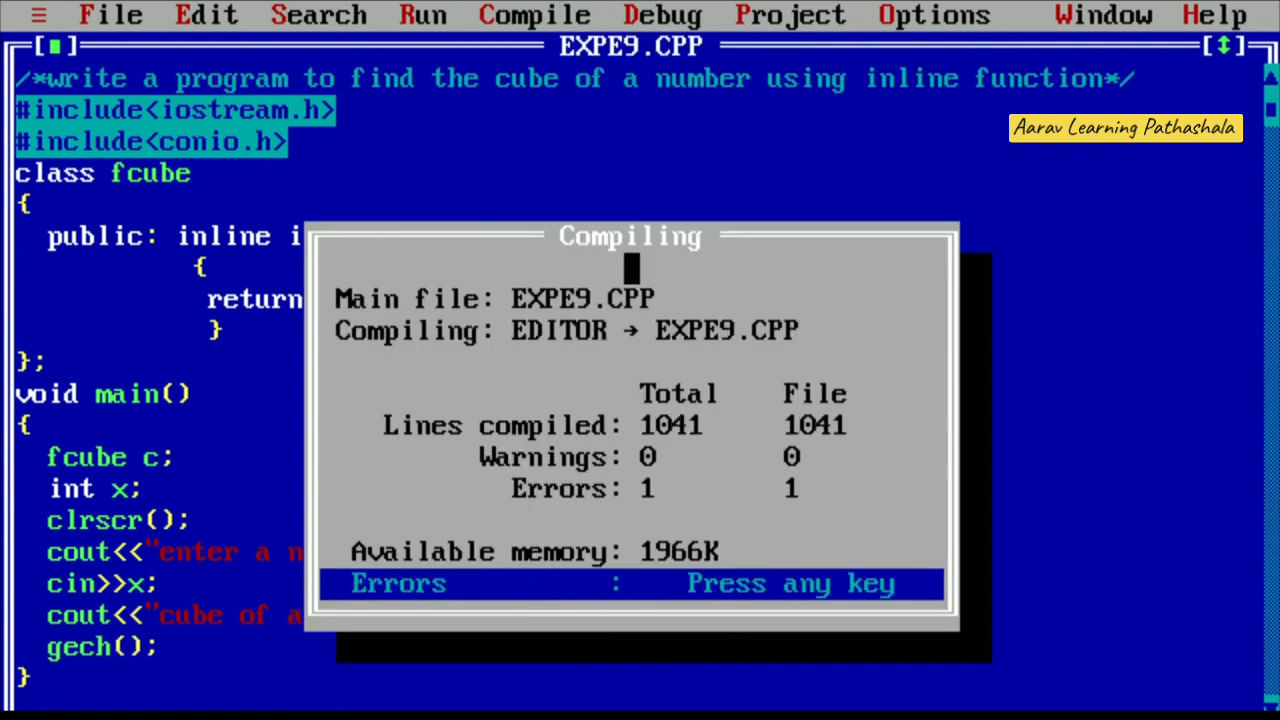 ≡ File Edit Search Run Compile Debug Project Options Window Help
[■] EXPE9.CPP [↕]
/*write a program to find the cube of a number using inline function*/
#include<iostream.h>
Aarav Learning Pathashala
#include<conio.h>
class fcube
{
public: inline i
{
return
}
};
void main()
{
fcube c;
int x;
clrscr();
cout<<"enter a n
cin>>x;
cout<<"cube of a
gech();
}
Compiling
Main file: EXPE9.CPP
Compiling: EDITOR → EXPE9.CPP
Total File
Lines compiled: 1041 1041
Warnings: 0 0
Errors: 1 1
Available memory: 1966K
Errors : Press any key